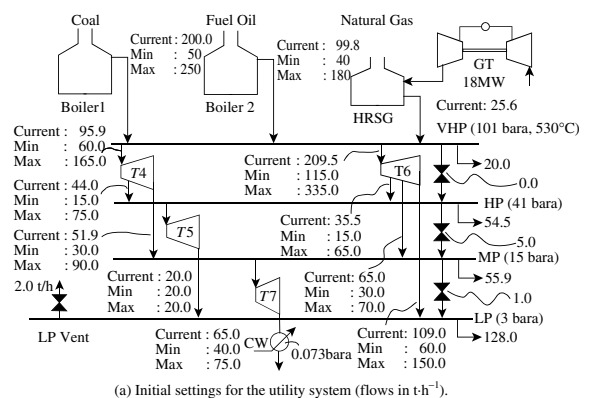 Coal
Fuel Oil
Natural Gas
Current : 200.0
Min : 50
Max : 250
Current : 99.8
Min : 40
Max : 180
GT
18MW
Boiler1
Boiler 2
HRSG
Current: 25.6
VHP (101 bara, 530°C)
Current : 95.9
Min : 60.0
Max : 165.0
T4
Current : 209.5
Min : 115.0
Max : 335.0
T6
20.0
0.0
Current : 44.0
Min : 15.0
Max : 75.0
HP (41 bara)
54.5
Current : 51.9
Min : 30.0
Max : 90.0
T5
Current : 35.5
Min : 15.0
Max : 65.0
5.0
MP (15 bara)
55.9
2.0 t/h
Current : 20.0
Min : 20.0
Max : 20.0
T7
Current : 65.0
Min : 30.0
Max : 70.0
1.0
LP (3 bara)
128.0
LP Vent
Current : 65.0
Min : 40.0
Max : 75.0
CW
0.073bara
Current : 109.0
Min : 60.0
Max : 150.0
(a) Initial settings for the utility system (flows in t·h⁻¹).